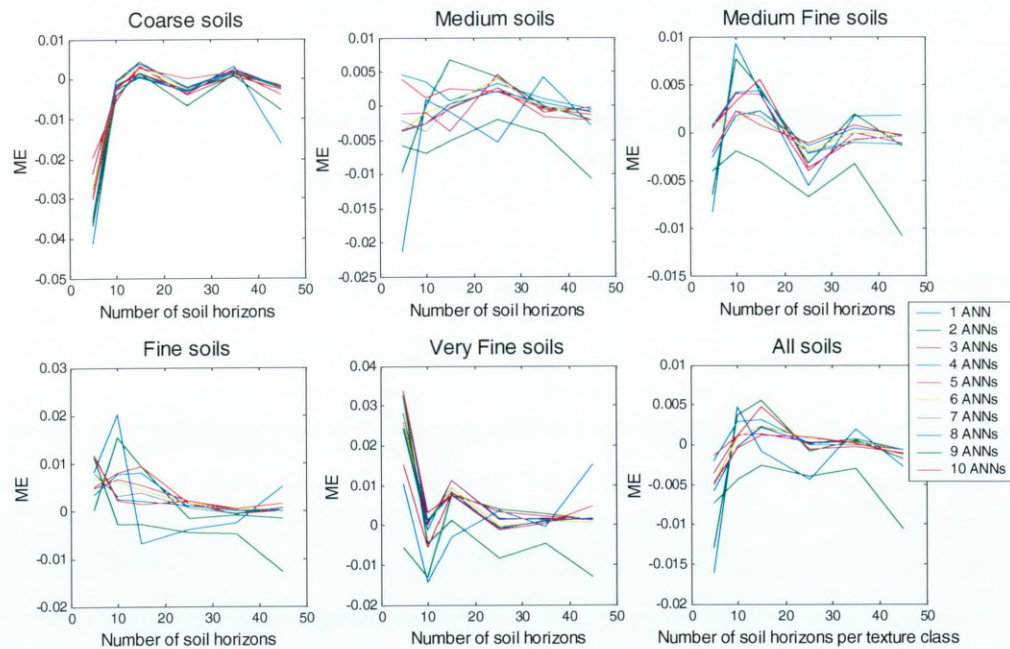 Coarse soils
0.01
0
-0.01
-0.02
-0.03
-0.04
-0.05
ME
0 10 20 30 40 50
Number of soil horizons
Medium soils
0.01
0.005
0
-0.005
-0.01
-0.015
-0.02
-0.025
ME
0 10 20 30 40 50
Number of soil horizons
Medium Fine soils
0.01
0.005
0
-0.005
-0.01
-0.015
ME
0 10 20 30 40 50
Number of soil horizons
Fine soils
0.03
0.02
0.01
0
-0.01
-0.02
ME
0 10 20 30 40 50
Number of soil horizons
Very Fine soils
0.04
0.03
0.02
0.01
0
-0.01
-0.02
ME
0 10 20 30 40 50
Number of soil horizons
All soils
0.01
0.005
0
-0.005
-0.01
-0.015
-0.02
ME
0 10 20 30 40 50
Number of soil horizons per texture class
1 ANN
2 ANNs
3 ANNs
4 ANNs
5 ANNs
6 ANNs
7 ANNs
8 ANNs
9 ANNs
10 ANNs